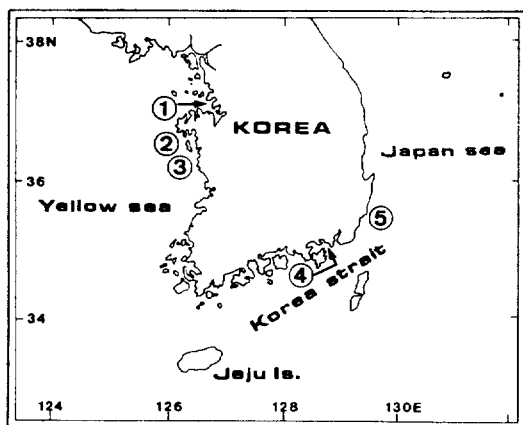 38N
①
KOREA
②
Japan sea
③
36
Yellow sea
⑤
④
Korea strait
34
Jeju Is.
124
126
128
130E